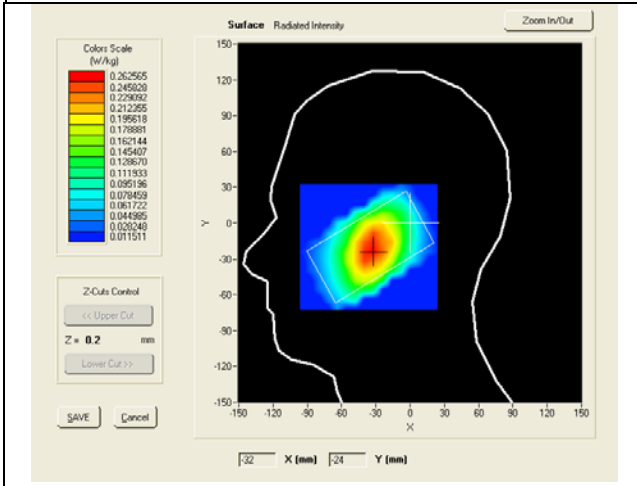 Surface Radiated Intensity
Zoom In/Out
Colors Scale
(W/kg)
0.262565
0.245828
0.229092
0.212355
0.195618
0.178881
0.162144
0.145407
0.128670
0.111933
0.095196
0.078459
0.061722
0.044985
0.028248
0.011511
Z-Cuts Control
<< Upper Cut
Z = 0.2 mm
Lower Cut >>
SAVE Cancel
150
120
90
60
30
0
-30
-60
-90
-120
-150
Y
-150 -120 -90 -60 -30 0 30 60 90 120 150
X
-32 X (mm) -24 Y (mm)